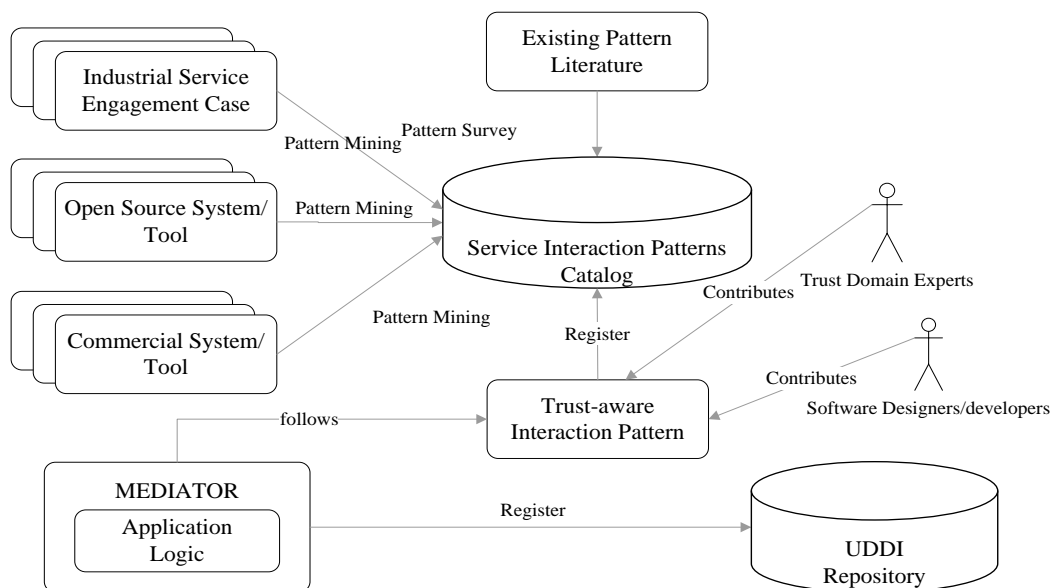 Existing Pattern
Literature
Industrial Service
Engagement Case
Pattern Survey
Pattern Mining
Open Source System/
Tool
Pattern Mining
Service Interaction Patterns
Catalog
Trust Domain Experts
Contributes
Pattern Mining
Commercial System/
Tool
Register
Contributes
Software Designers/developers
Trust-aware
Interaction Pattern
follows
MEDIATOR
Application
Logic
Register
UDDI
Repository